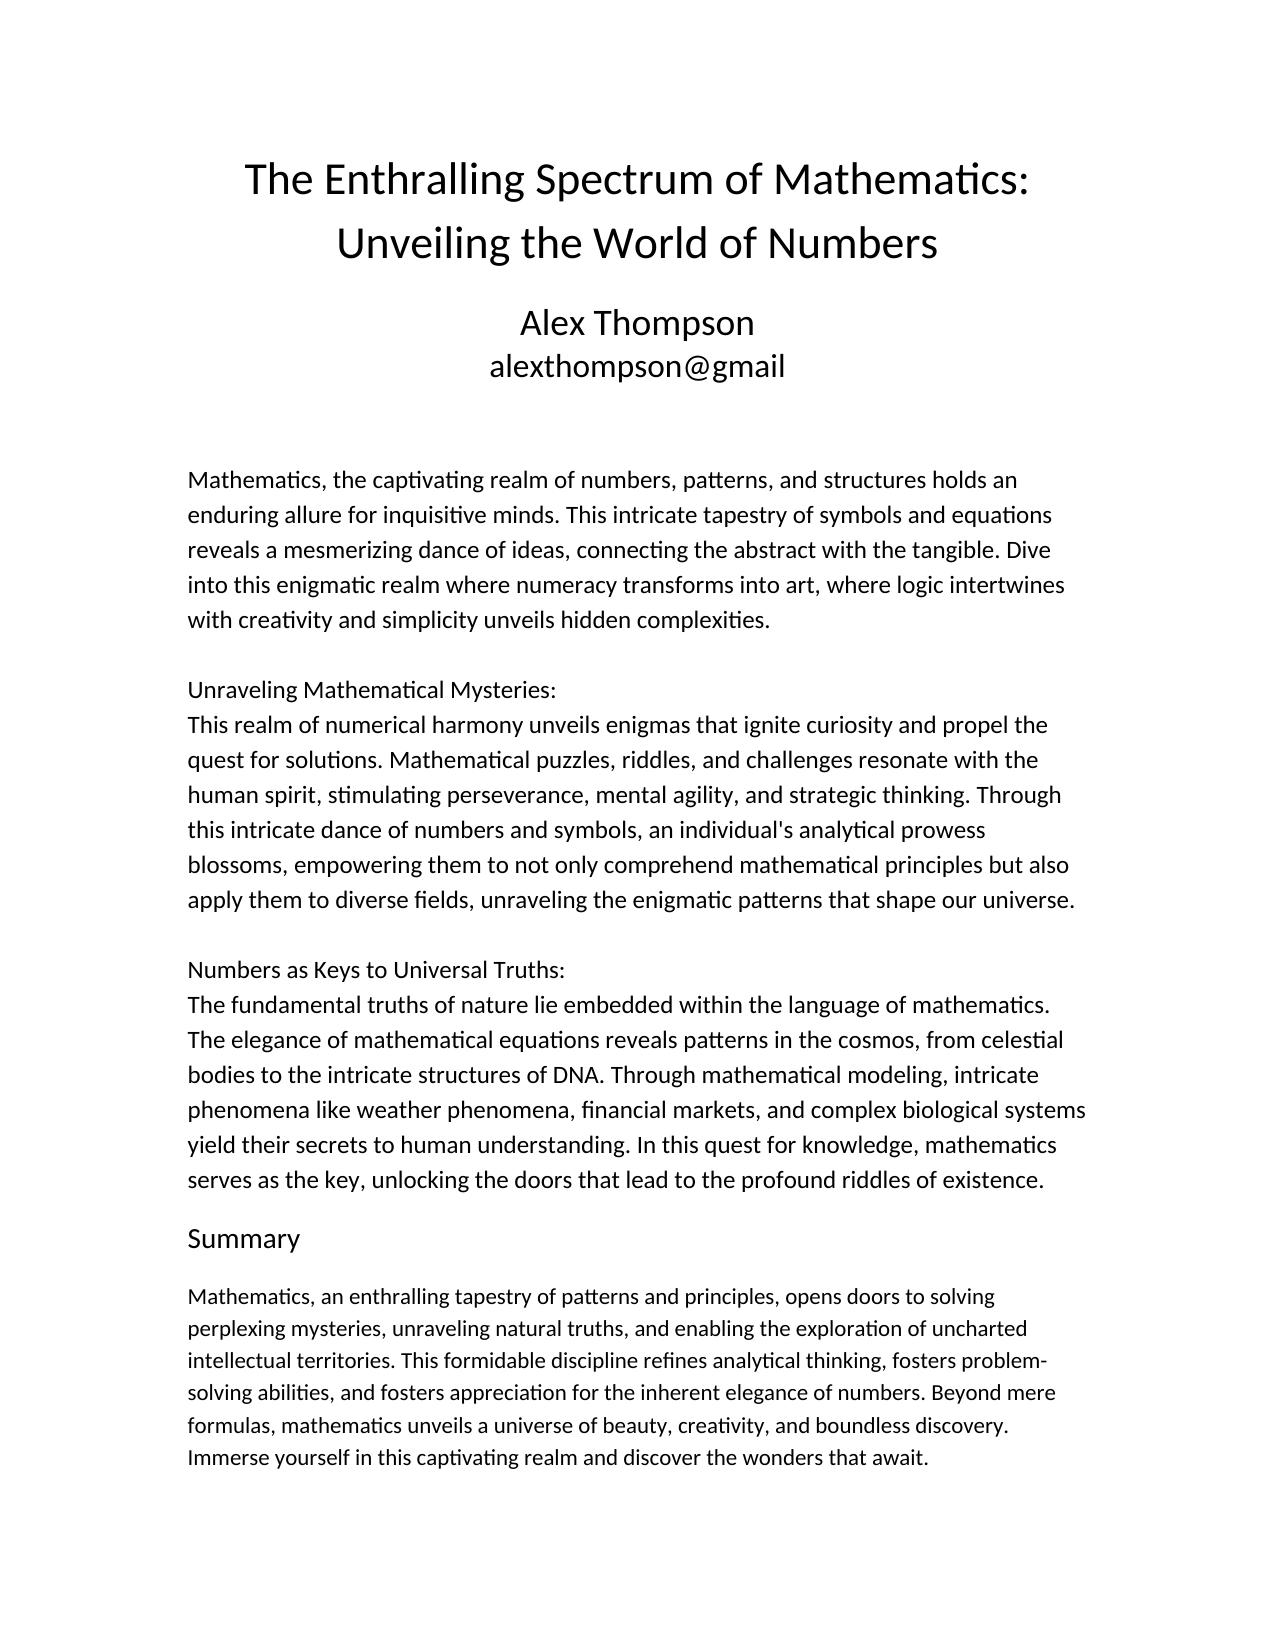 The Enthralling Spectrum of Mathematics:
Unveiling the World of Numbers
Alex Thompson
alexthompson@gmail
Mathematics, the captivating realm of numbers, patterns, and structures holds an
enduring allure for inquisitive minds. This intricate tapestry of symbols and equations
reveals a mesmerizing dance of ideas, connecting the abstract with the tangible. Dive
into this enigmatic realm where numeracy transforms into art, where logic intertwines
with creativity and simplicity unveils hidden complexities.
Unraveling Mathematical Mysteries:
This realm of numerical harmony unveils enigmas that ignite curiosity and propel the
quest for solutions. Mathematical puzzles, riddles, and challenges resonate with the
human spirit, stimulating perseverance, mental agility, and strategic thinking. Through
this intricate dance of numbers and symbols, an individual's analytical prowess
blossoms, empowering them to not only comprehend mathematical principles but also
apply them to diverse fields, unraveling the enigmatic patterns that shape our universe.
Numbers as Keys to Universal Truths:
The fundamental truths of nature lie embedded within the language of mathematics.
The elegance of mathematical equations reveals patterns in the cosmos, from celestial
bodies to the intricate structures of DNA. Through mathematical modeling, intricate
phenomena like weather phenomena, financial markets, and complex biological systems
yield their secrets to human understanding. In this quest for knowledge, mathematics
serves as the key, unlocking the doors that lead to the profound riddles of existence.
Summary
Mathematics, an enthralling tapestry of patterns and principles, opens doors to solving
perplexing mysteries, unraveling natural truths, and enabling the exploration of uncharted
intellectual territories. This formidable discipline refines analytical thinking, fosters problem-
solving abilities, and fosters appreciation for the inherent elegance of numbers. Beyond mere
formulas, mathematics unveils a universe of beauty, creativity, and boundless discovery.
Immerse yourself in this captivating realm and discover the wonders that await.